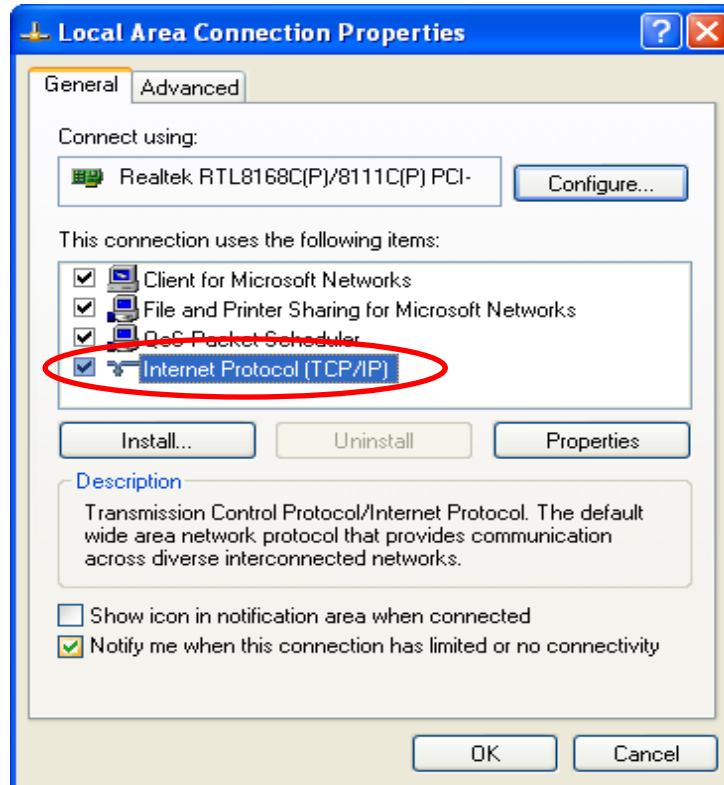 Local Area Connection Properties
General Advanced
Connect using:
Realtek RTL8168C(P)/8111C(P) PCI- Configure...
This connection uses the following items:
Client for Microsoft Networks
File and Printer Sharing for Microsoft Networks
QoS Packet Scheduler
Internet Protocol (TCP/IP)
Install... Uninstall Properties
Description
Transmission Control Protocol/Internet Protocol. The default
wide area network protocol that provides communication
across diverse interconnected networks.
Show icon in notification area when connected
Notify me when this connection has limited or no connectivity
OK Cancel